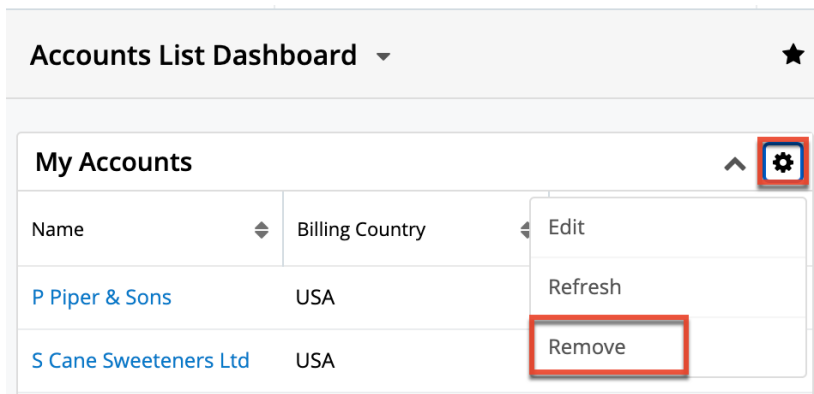 Accounts List Dashboard
My Accounts
Name Billing Country
Edit
Refresh
Remove
P Piper & Sons USA
S Cane Sweeteners Ltd USA